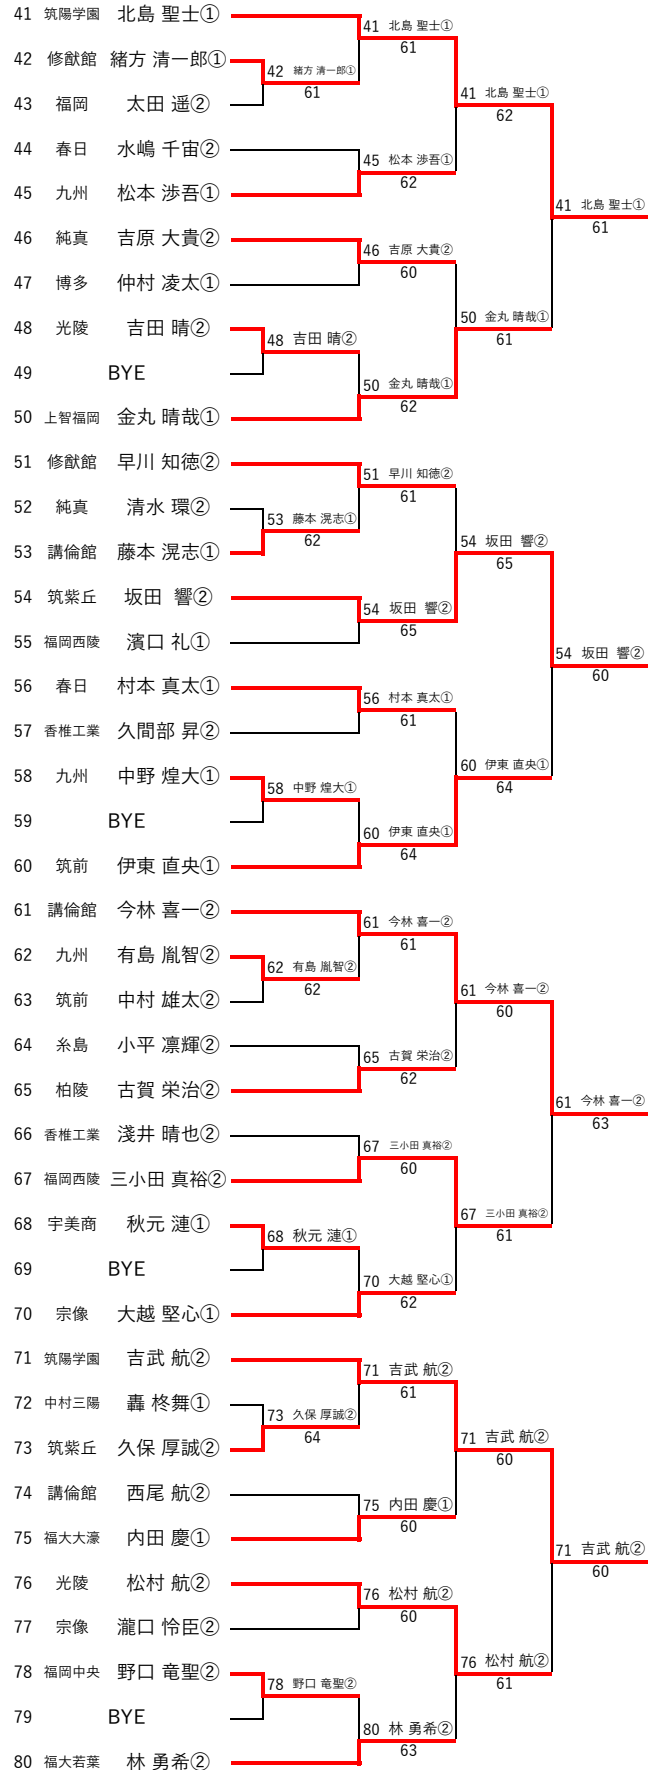 41 筑陽学園 北島 聖士①
41 北島 聖士①
61
42 修猷館 緒方 清一郎①
42 緒方 清一郎①
61
43 福岡 太田 遥②
41 北島 聖士①
62
44 春日 水嶋 千宙②
45 松本 渉吾①
62
45 九州 松本 渉吾①
41 北島 聖士①
61
46 純真 吉原 大貴②
46 吉原 大貴②
60
47 博多 仲村 凌太①
50 金丸 晴哉①
61
48 光陵 吉田 晴②
48 吉田 晴②
49 BYE
50 金丸 晴哉①
62
50 上智福岡 金丸 晴哉①
51 修猷館 早川 知徳②
51 早川 知徳②
61
52 純真 清水 環②
53 藤本 滉志①
62
53 講倫館 藤本 滉志①
54 坂田 響②
65
54 筑紫丘 坂田 響②
54 坂田 響②
65
55 福岡西陵 濱口 礼①
54 坂田 響②
60
56 春日 村本 真太①
56 村本 真太①
61
57 香椎工業 久間部 昇②
60 伊東 直央①
64
58 九州 中野 煌大①
58 中野 煌大①
59 BYE
60 伊東 直央①
64
60 筑前 伊東 直央①
61 講倫館 今林 喜一②
61 今林 喜一②
61
62 九州 有島 胤智②
62 有島 胤智②
62
63 筑前 中村 雄太②
61 今林 喜一②
60
64 糸島 小平 凛輝②
65 古賀 栄治②
62
65 柏陵 古賀 栄治②
61 今林 喜一②
63
66 香椎工業 淺井 晴也②
67 三小田 真裕②
60
67 福岡西陵 三小田 真裕②
67 三小田 真裕②
61
68 宇美商 秋元 漣①
68 秋元 漣①
69 BYE
70 大越 堅心①
62
70 宗像 大越 堅心①
71 筑陽学園 吉武 航②
71 吉武 航②
61
72 中村三陽 轟 柊舞①
73 久保 厚誠②
64
73 筑紫丘 久保 厚誠②
71 吉武 航②
60
74 講倫館 西尾 航②
75 内田 慶①
60
75 福大大濠 内田 慶①
71 吉武 航②
60
76 光陵 松村 航②
76 松村 航②
60
77 宗像 瀧口 怜臣②
76 松村 航②
61
78 福岡中央 野口 竜聖②
78 野口 竜聖②
79 BYE
80 林 勇希②
63
80 福大若葉 林 勇希②